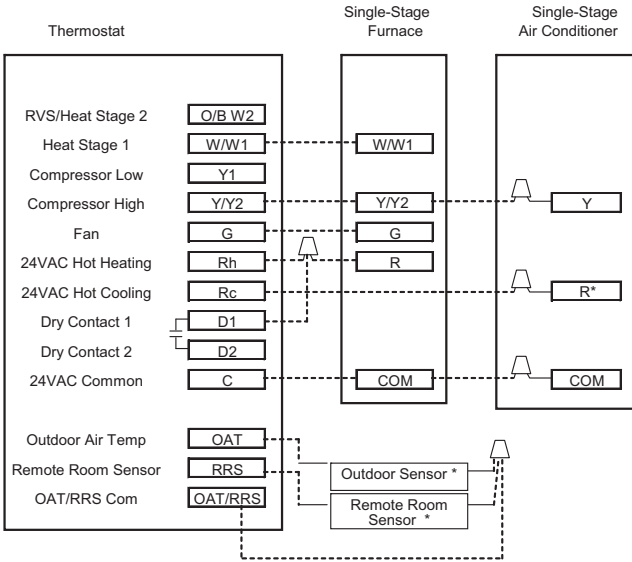 Thermostat
Single-Stage
Furnace
Single-Stage
Air Conditioner
RVS/Heat Stage 2 O/B W2
Heat Stage 1 W/W1 W/W1
Compressor Low Y1
Compressor High Y/Y2 Y/Y2 Y
Fan G G
24VAC Hot Heating Rh R
24VAC Hot Cooling Rc R*
Dry Contact 1 D1
Dry Contact 2 D2
24VAC Common C COM COM
Outdoor Air Temp OAT
Remote Room Sensor RRS
OAT/RRS Com OAT/RRS
Outdoor Sensor *
Remote Room
Sensor *